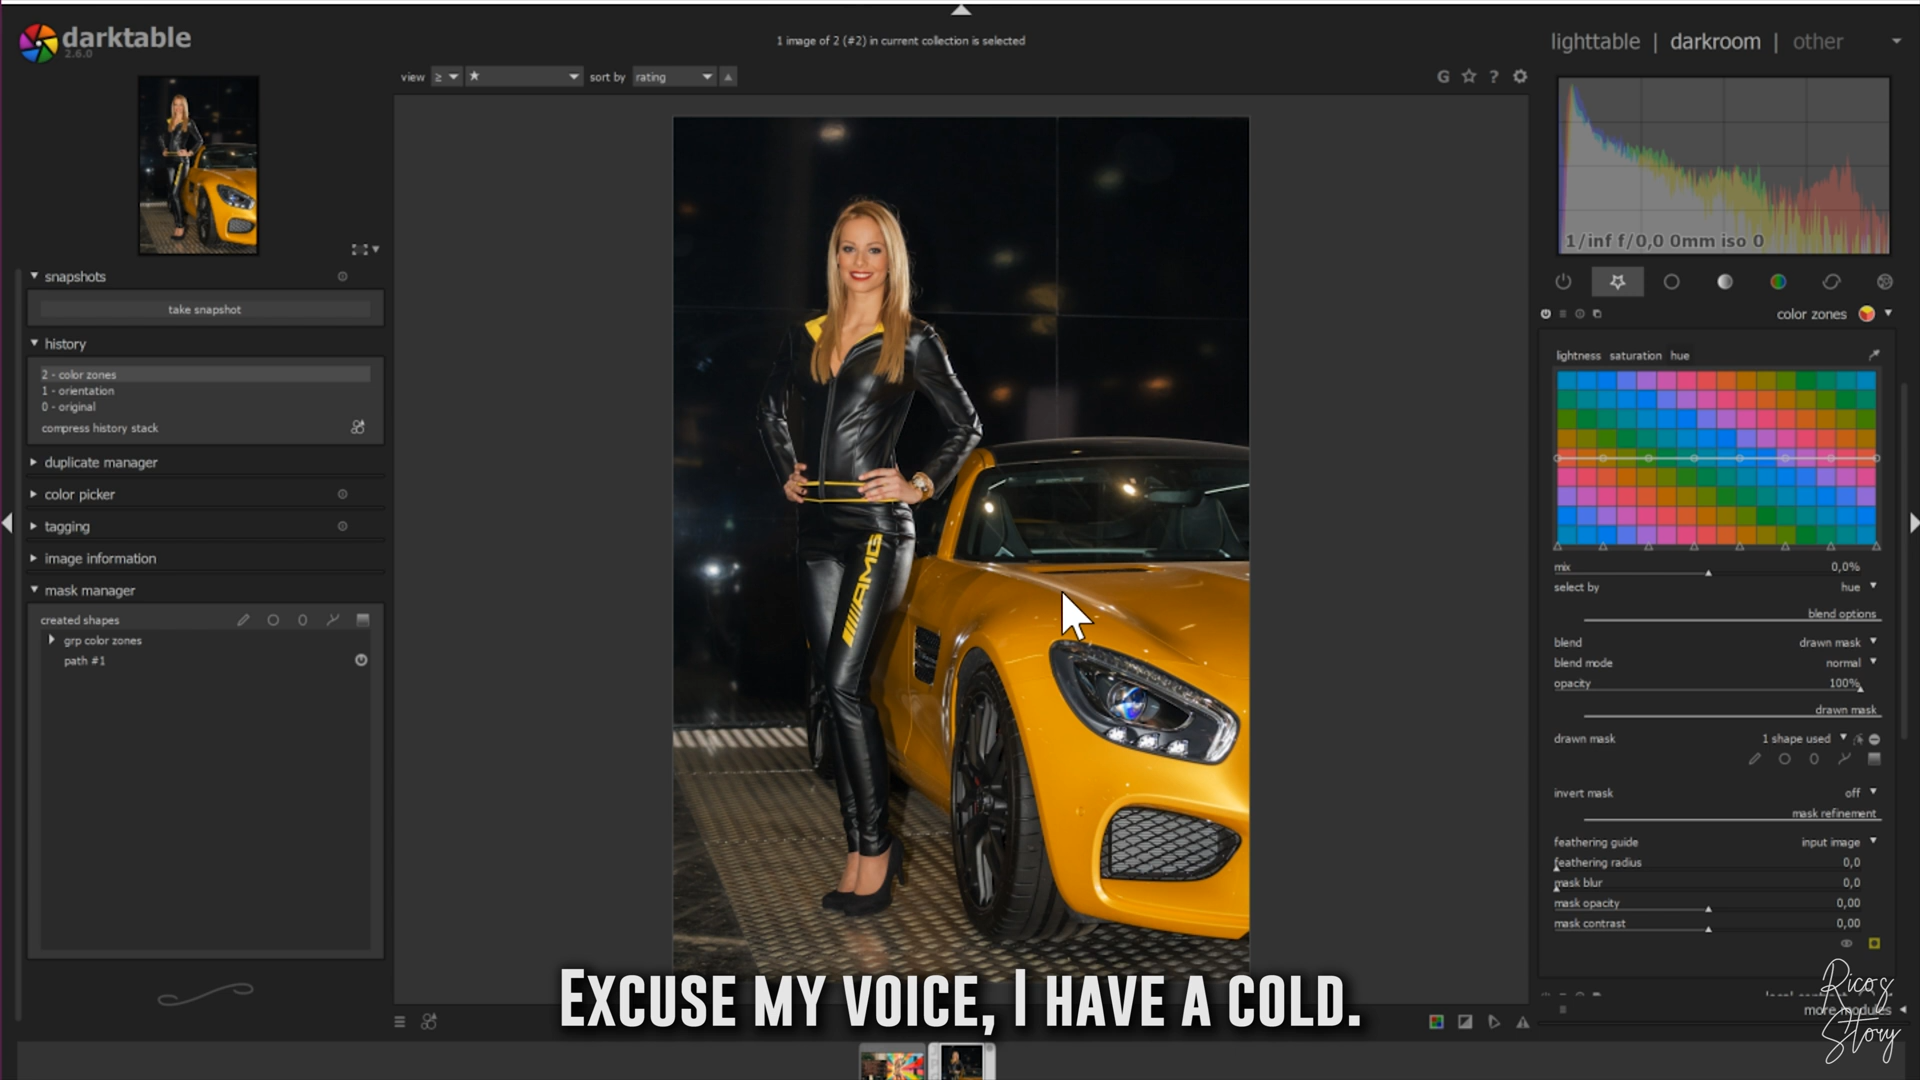 darktable
2.6.0
1 image of 2 (#2) in current collection is selected
lighttable | darkroom | other
view ≥ ★ sort by rating
G ☆ ?
1/inf f/0,0 0mm iso 0
snapshots
take snapshot
history
2 - color zones
1 - orientation
0 - original
compress history stack
duplicate manager
color picker
tagging
image information
mask manager
created shapes
grp color zones
path #1
AMG
color zones
lightness saturation hue
mix 0,0%
select by hue
blend options
blend drawn mask
blend mode normal
opacity 100%
drawn mask
drawn mask 1 shape used
invert mask off
mask refinement
feathering guide input image
feathering radius 0,0
mask blur 0,0
mask opacity 0,00
mask contrast 0,00
more modules
Excuse my voice, I have a cold.
Rico's
Story